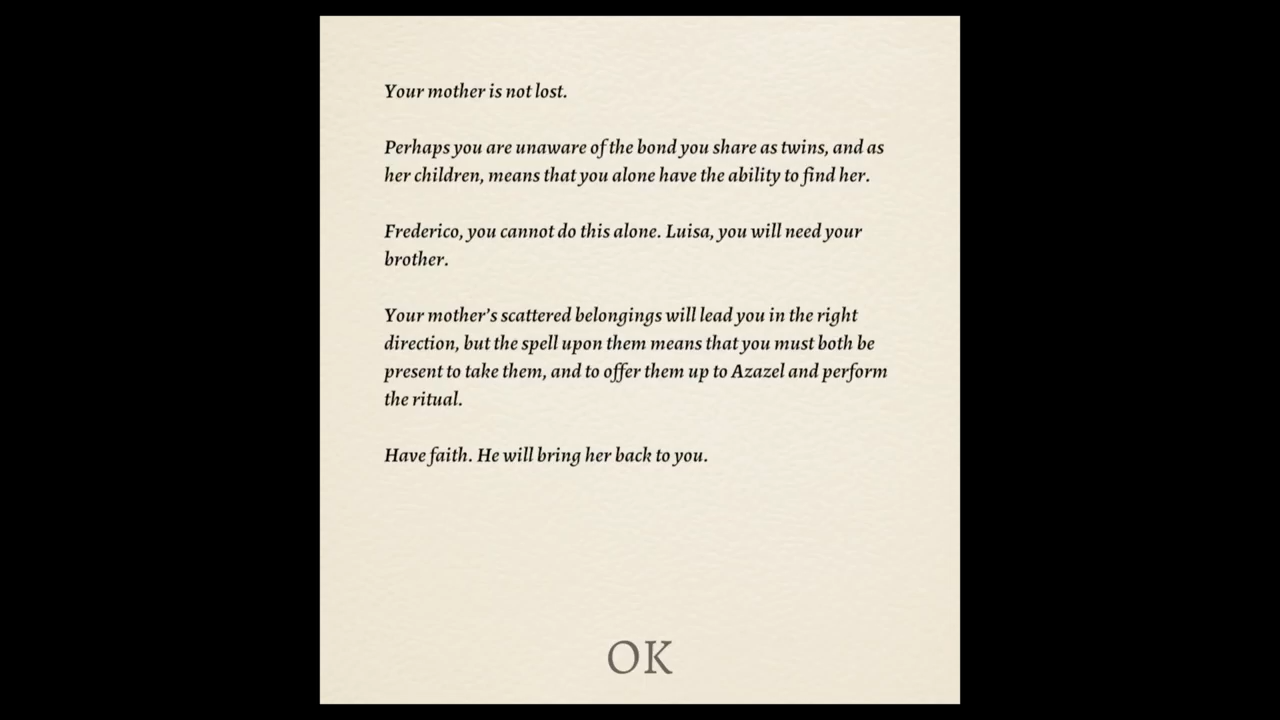 Your mother is not lost.
Perhaps you are unaware of the bond you share as twins, and as
her children, means that you alone have the ability to find her.
Frederico, you cannot do this alone. Luisa, you will need your
brother.
Your mother's scattered belongings will lead you in the right
direction, but the spell upon them means that you must both be
present to take them, and to offer them up to Azazel and perform
the ritual.
Have faith. He will bring her back to you.
OK